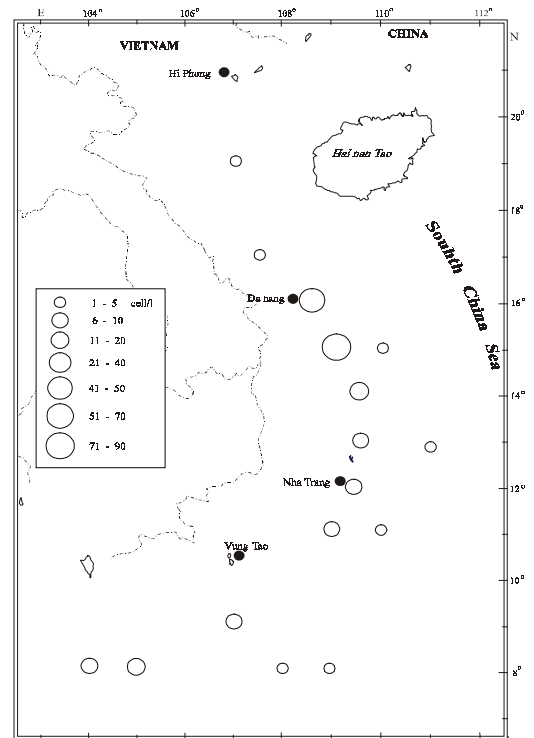 E 104° 106° 108° 110° 112°
N
VIETNAM
CHINA
Hi Phong
20°
Hai nan Tao
18°
Souhth China Sea
Da nang
16°
1 - 5 cell/l
6 - 10
11 - 20
21 - 40
41 - 50
51 - 70
71 - 90
14°
Nha Trang
12°
Vung Tao
10°
8°